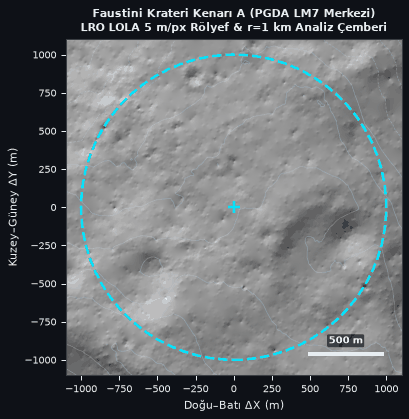 Faustini Krateri Kenarı A (PGDA LM7 Merkezi)
LRO LOLA 5 m/px Rölyef & r=1 km Analiz Çemberi
Kuzey–Güney ΔY (m)
1000
750
500
250
0
−250
−500
−750
−1000
500 m
−1000 −750 −500 −250 0 250 500 750 1000
Doğu–Batı ΔX (m)